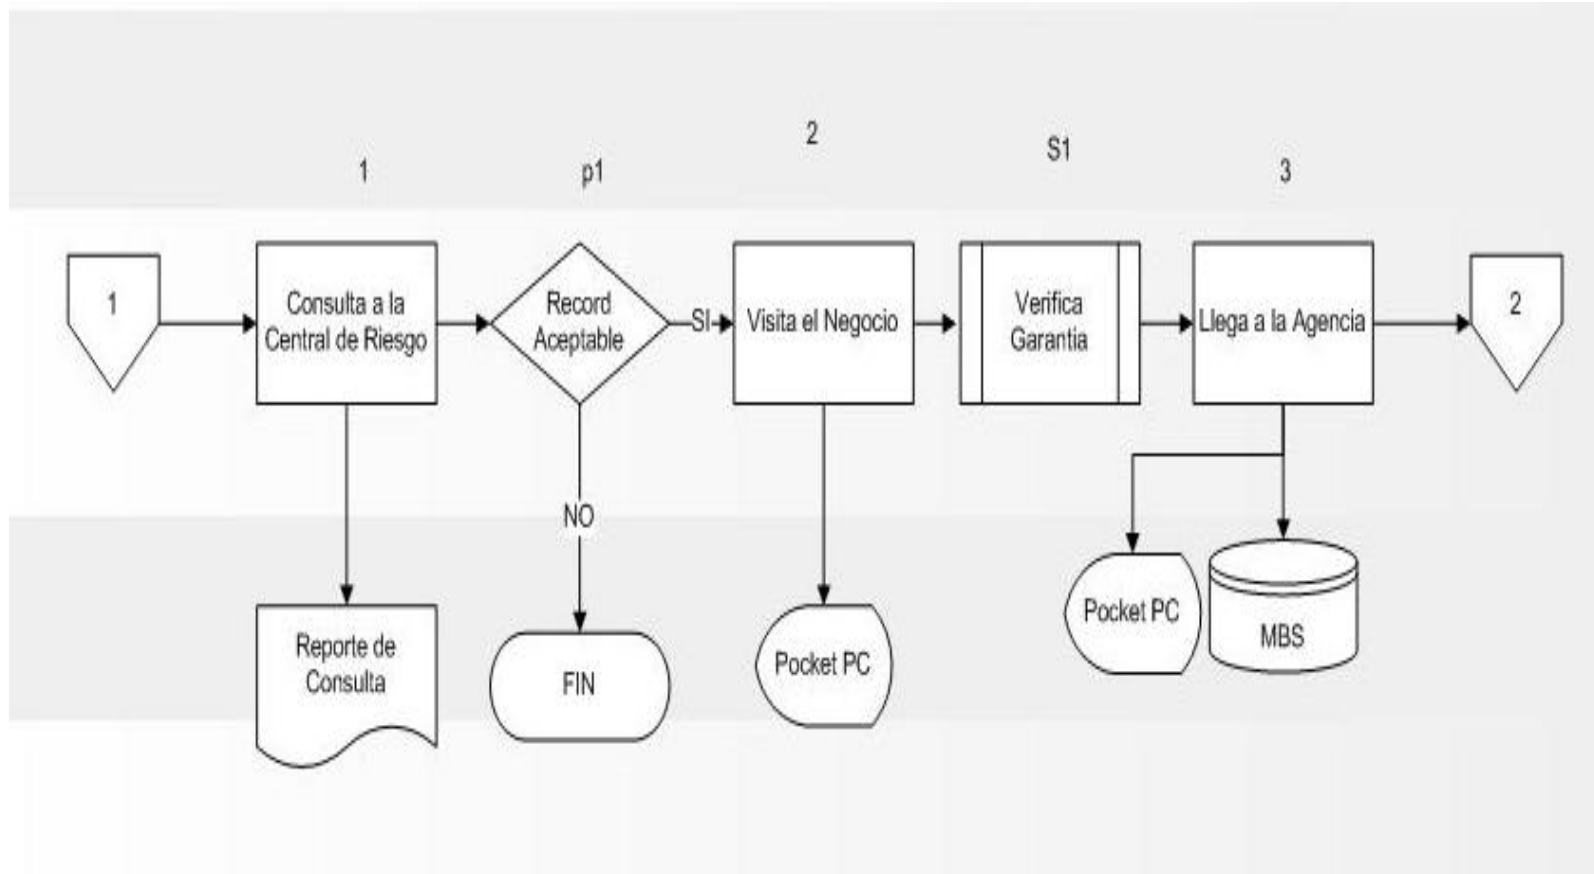 1
p1
2
S1
3
1
Consulta a la
Central de Riesgo
Record
Aceptable
SI
Visita el Negocio
Verifica
Garantia
Llega a la Agencia
2
NO
Reporte de
Consulta
FIN
Pocket PC
Pocket PC
MBS